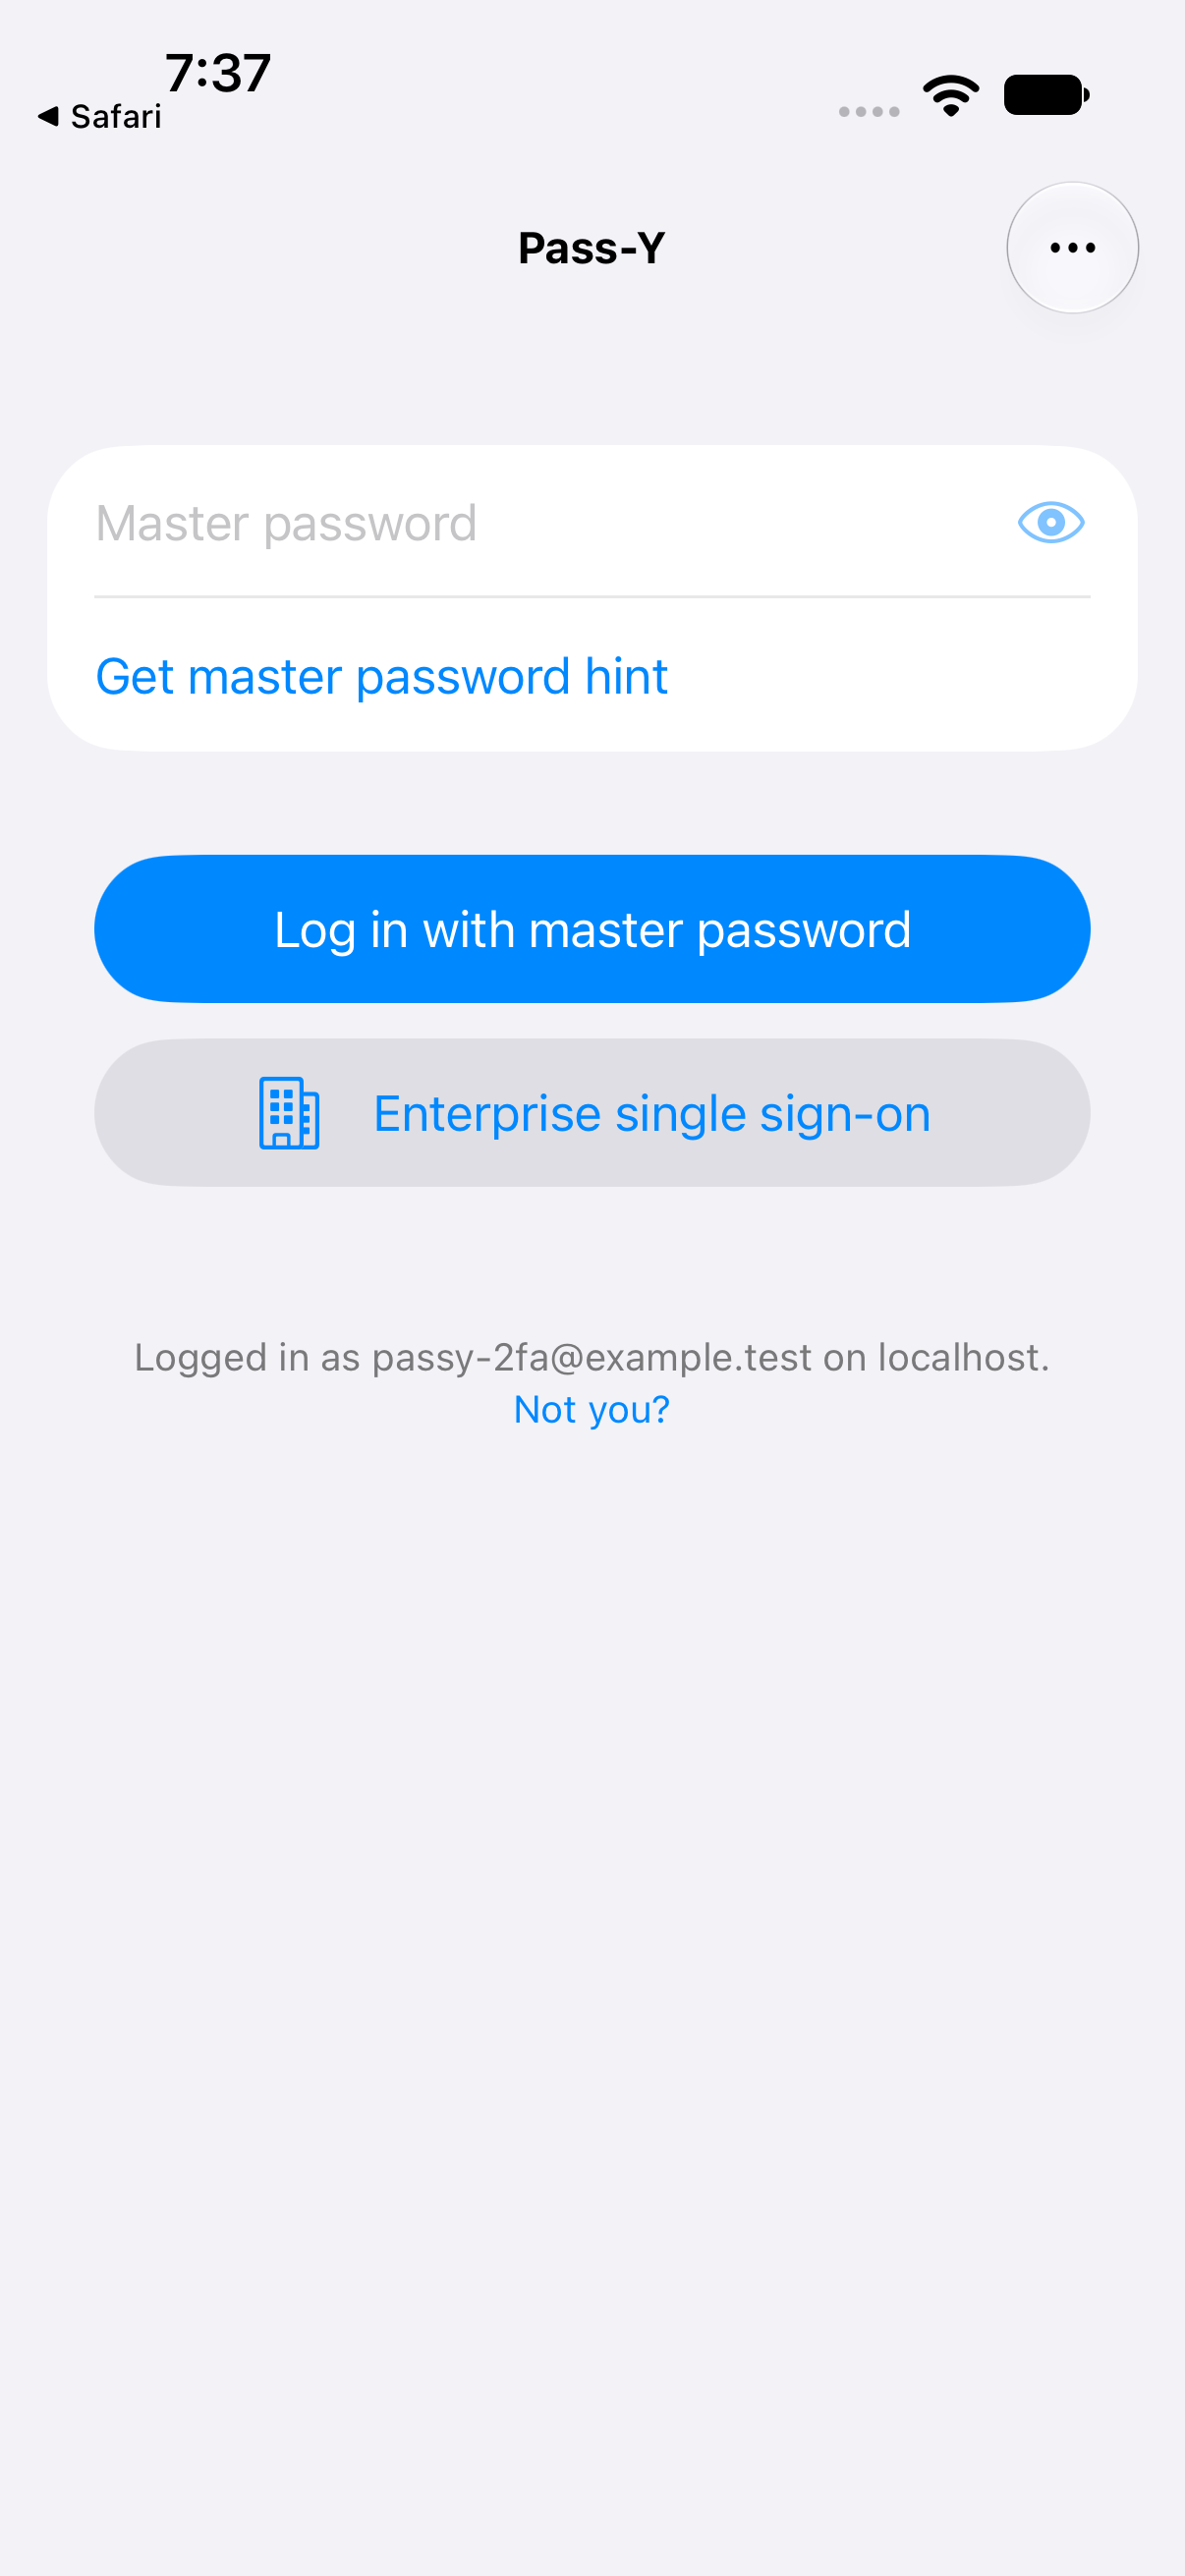 7:37
Safari
Pass-Y
Master password
Get master password hint
Log in with master password
Enterprise single sign-on
Logged in as passy-2fa@example.test on localhost.
Not you?